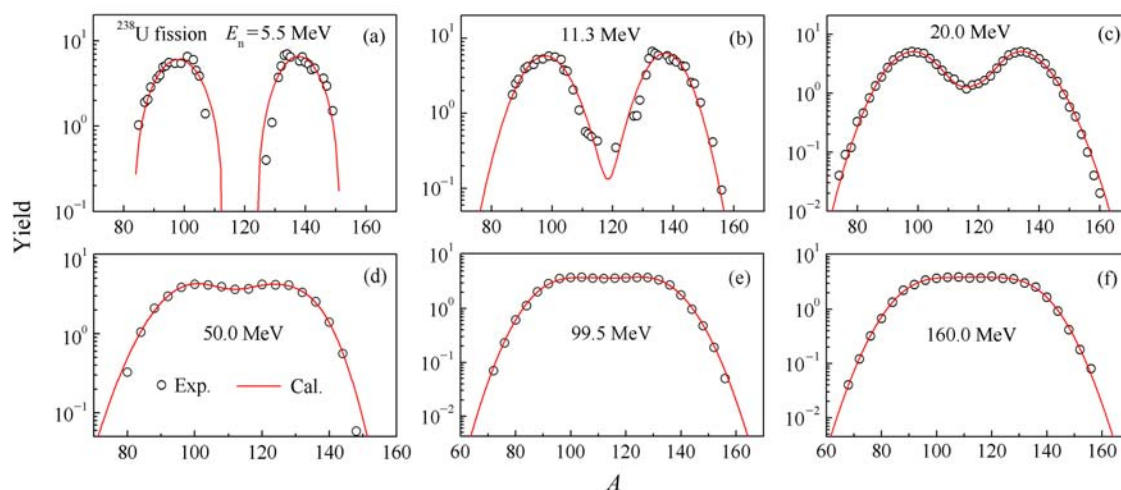 ²³⁸U fission Eₙ = 5.5 MeV (a)
11.3 MeV (b)
20.0 MeV (c)
10¹
10⁰
10⁻¹
80 100 120 140 160
10¹
10⁰
10⁻¹
80 100 120 140 160
10¹
10⁰
10⁻¹
10⁻²
80 100 120 140 160
Yield
(d)
50.0 MeV
Exp. Cal.
10¹
10⁰
10⁻¹
80 100 120 140 160
(e)
99.5 MeV
10¹
10⁰
10⁻¹
10⁻²
60 80 100 120 140 160
(f)
160.0 MeV
10¹
10⁰
10⁻¹
10⁻²
60 80 100 120 140 160
A